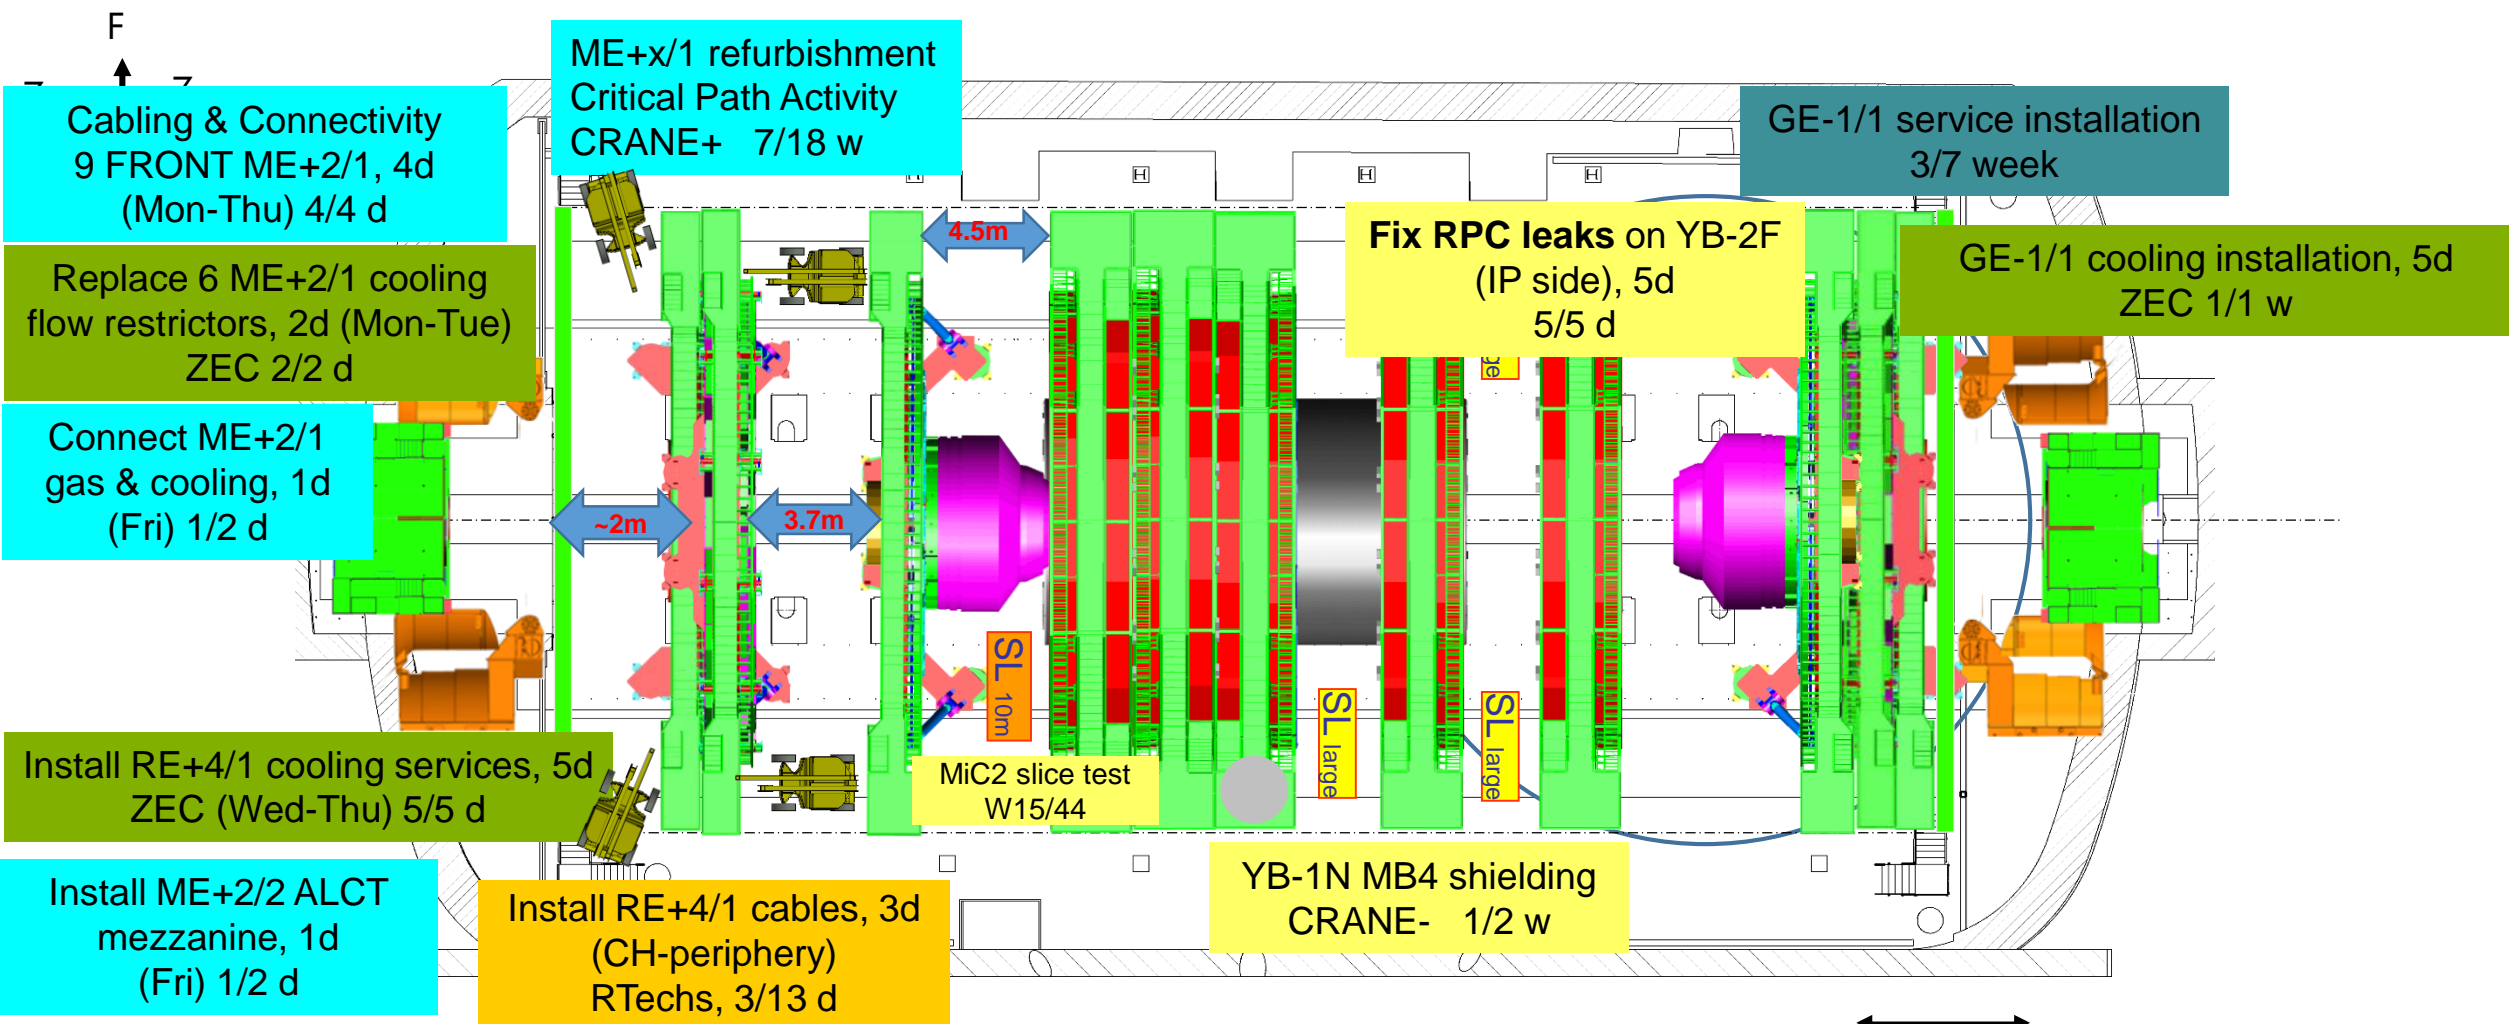 F
ME+x/1 refurbishment
Critical Path Activity
CRANE+ 7/18 w
Cabling & Connectivity
9 FRONT ME+2/1, 4d
(Mon-Thu) 4/4 d
GE-1/1 service installation
3/7 week
H
H
H
H
4.5m
Fix RPC leaks on YB-2F
(IP side), 5d
5/5 d
Replace 6 ME+2/1 cooling
flow restrictors, 2d (Mon-Tue)
ZEC 2/2 d
GE-1/1 cooling installation, 5d
ZEC 1/1 w
Connect ME+2/1
gas & cooling, 1d
(Fri) 1/2 d
~2m
3.7m
SL 10m
SL large
SL large
Install RE+4/1 cooling services, 5d
ZEC (Wed-Thu) 5/5 d
MiC2 slice test
W15/44
Install ME+2/2 ALCT
mezzanine, 1d
(Fri) 1/2 d
Install RE+4/1 cables, 3d
(CH-periphery)
RTechs, 3/13 d
YB-1N MB4 shielding
CRANE- 1/2 w